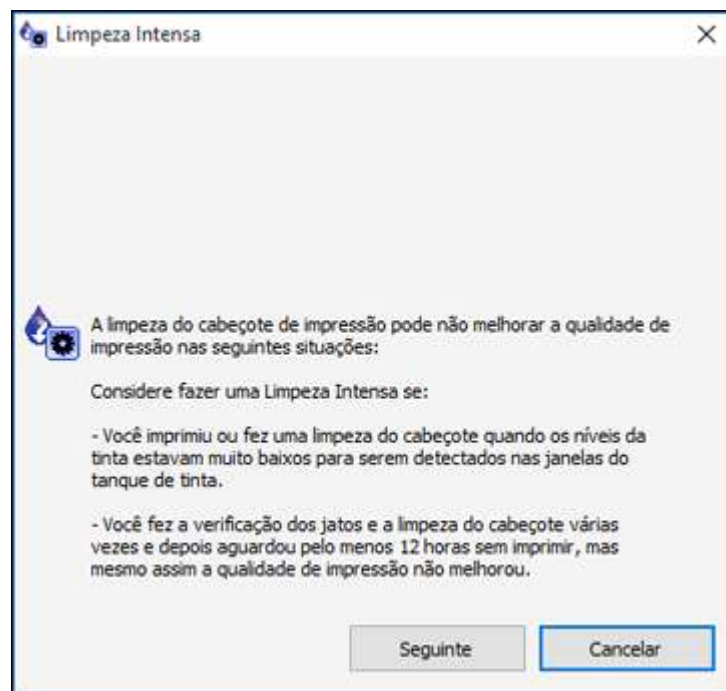 Limpeza Intensa
A limpeza do cabeçote de impressão pode não melhorar a qualidade de
impressão nas seguintes situações:
Considere fazer uma Limpeza Intensa se:
- Você imprimiu ou fez uma limpeza do cabeçote quando os níveis da
tinta estavam muito baixos para serem detectados nas janelas do
tanque de tinta.
- Você fez a verificação dos jatos e a limpeza do cabeçote várias
vezes e depois aguardou pelo menos 12 horas sem imprimir, mas
mesmo assim a qualidade de impressão não melhorou.
Seguinte
Cancelar